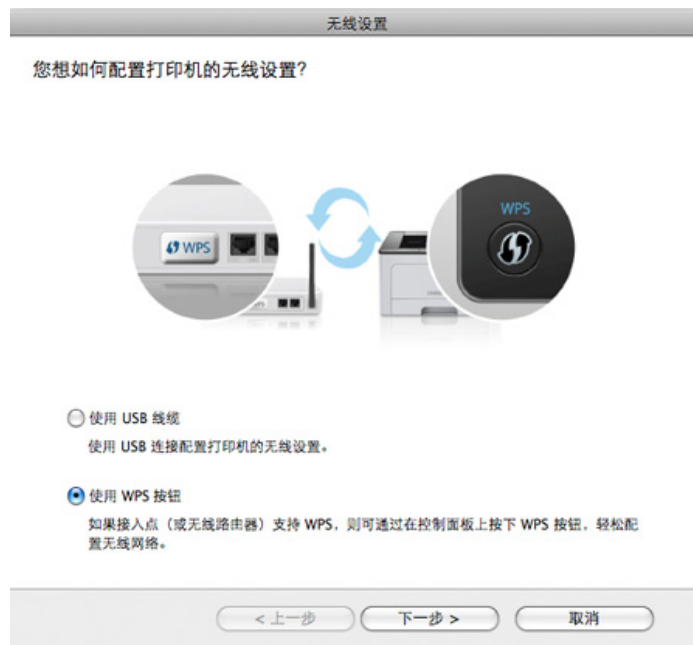 无线设置
您想如何配置打印机的无线设置?
WPS
WPS
使用 USB 线缆
使用 USB 连接配置打印机的无线设置。
使用 WPS 按钮
如果接入点（或无线路由器）支持 WPS，则可通过在控制面板上按下 WPS 按钮，轻松配
置无线网络。
< 上一步
下一步 >
取消